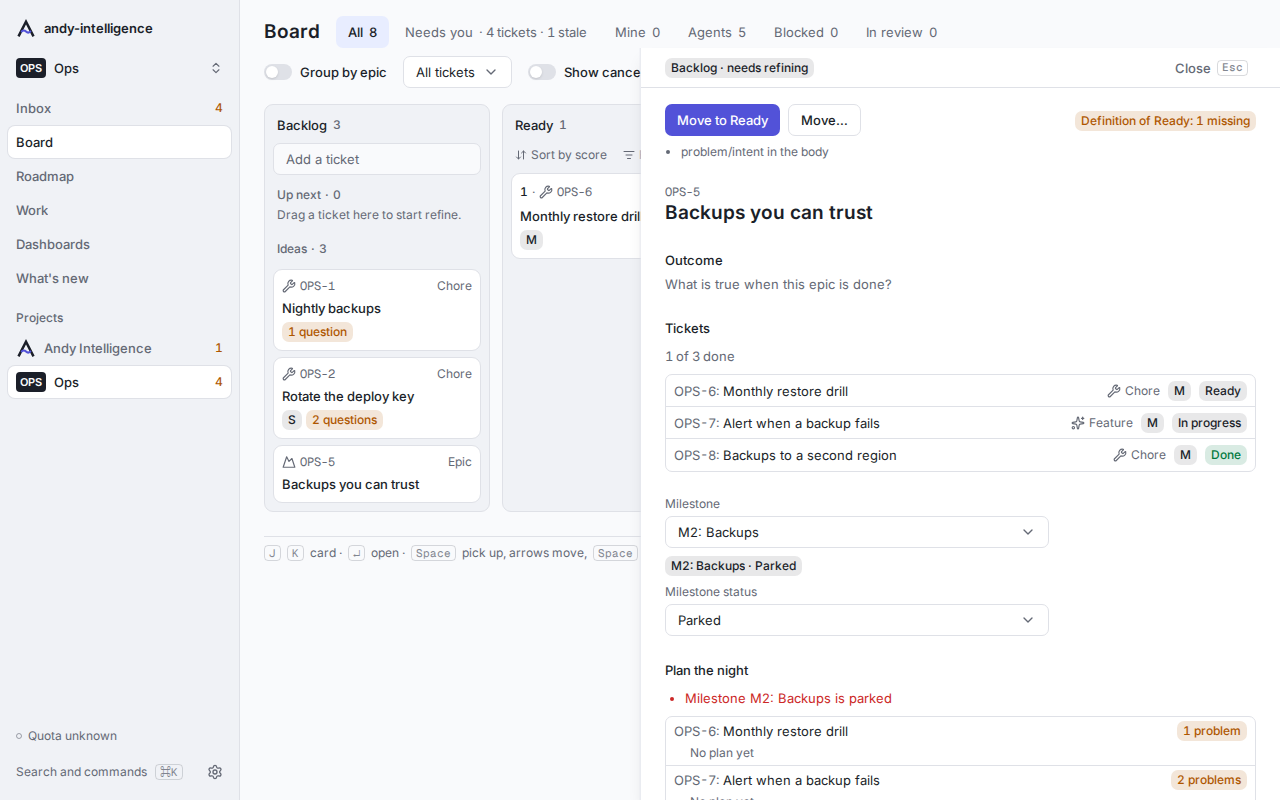 andy-intelligence
OPS Ops
Inbox 4
Board
Roadmap
Work
Dashboards
What's new
Projects
Andy Intelligence 1
OPS Ops 4
Quota unknown
Search and commands ⌘K
Board All 8 Needs you · 4 tickets · 1 stale Mine 0 Agents 5 Blocked 0 In review 0
Group by epic All tickets Show cance
Backlog 3
Add a ticket
Up next · 0
Drag a ticket here to start refine.
Ideas · 3
OPS-1 Chore
Nightly backups
1 question
OPS-2 Chore
Rotate the deploy key
S 2 questions
OPS-5 Epic
Backups you can trust
Ready 1
Sort by score
1 · OPS-6
Monthly restore dril
M
J K card · ↵ open · Space pick up, arrows move, Space
Backlog · needs refining Close Esc
Move to Ready Move... Definition of Ready: 1 missing
• problem/intent in the body
OPS-5
Backups you can trust
Outcome
What is true when this epic is done?
Tickets
1 of 3 done
OPS-6: Monthly restore drill Chore M Ready
OPS-7: Alert when a backup fails Feature M In progress
OPS-8: Backups to a second region Chore M Done
Milestone
M2: Backups
M2: Backups · Parked
Milestone status
Parked
Plan the night
• Milestone M2: Backups is parked
OPS-6: Monthly restore drill 1 problem
No plan yet
OPS-7: Alert when a backup fails 2 problems